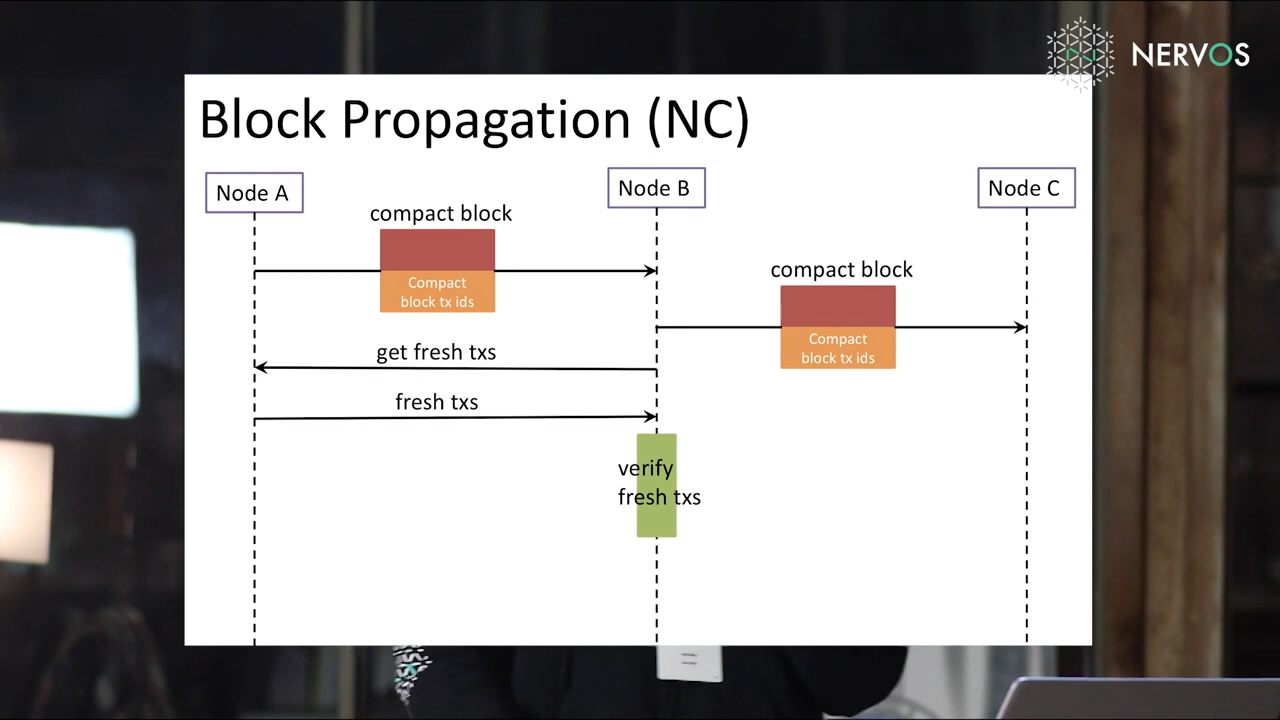 NERVOS
Block Propagation (NC)
Node A
Node B
Node C
compact block
Compact
block tx ids
compact block
Compact
block tx ids
get fresh txs
fresh txs
verify
fresh txs